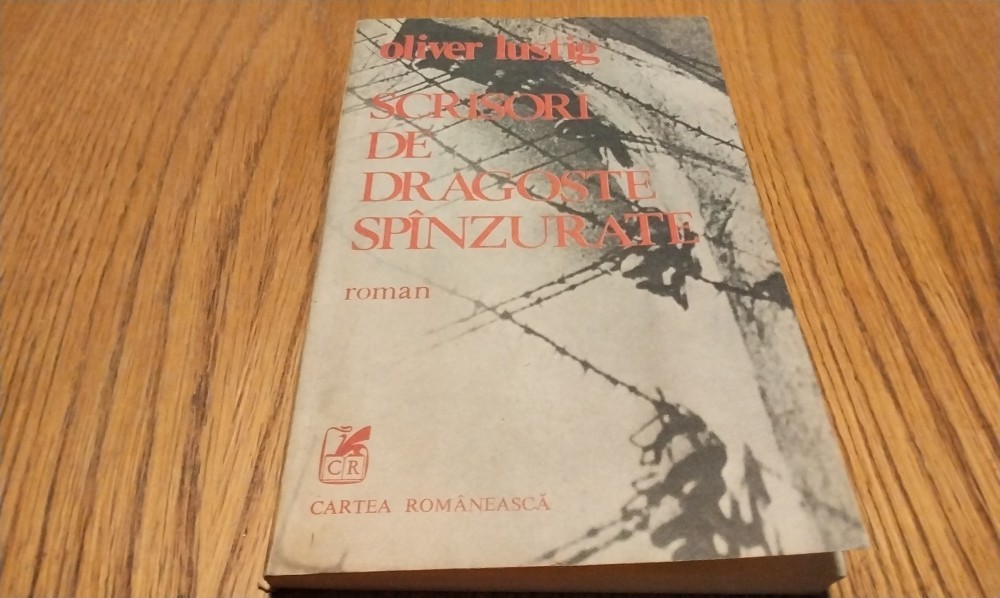 oliver lustig
SCRISORI
DE
DRAGOSTE
SPÎNZURATE
roman
CR
CARTEA ROMÂNEASCĂ